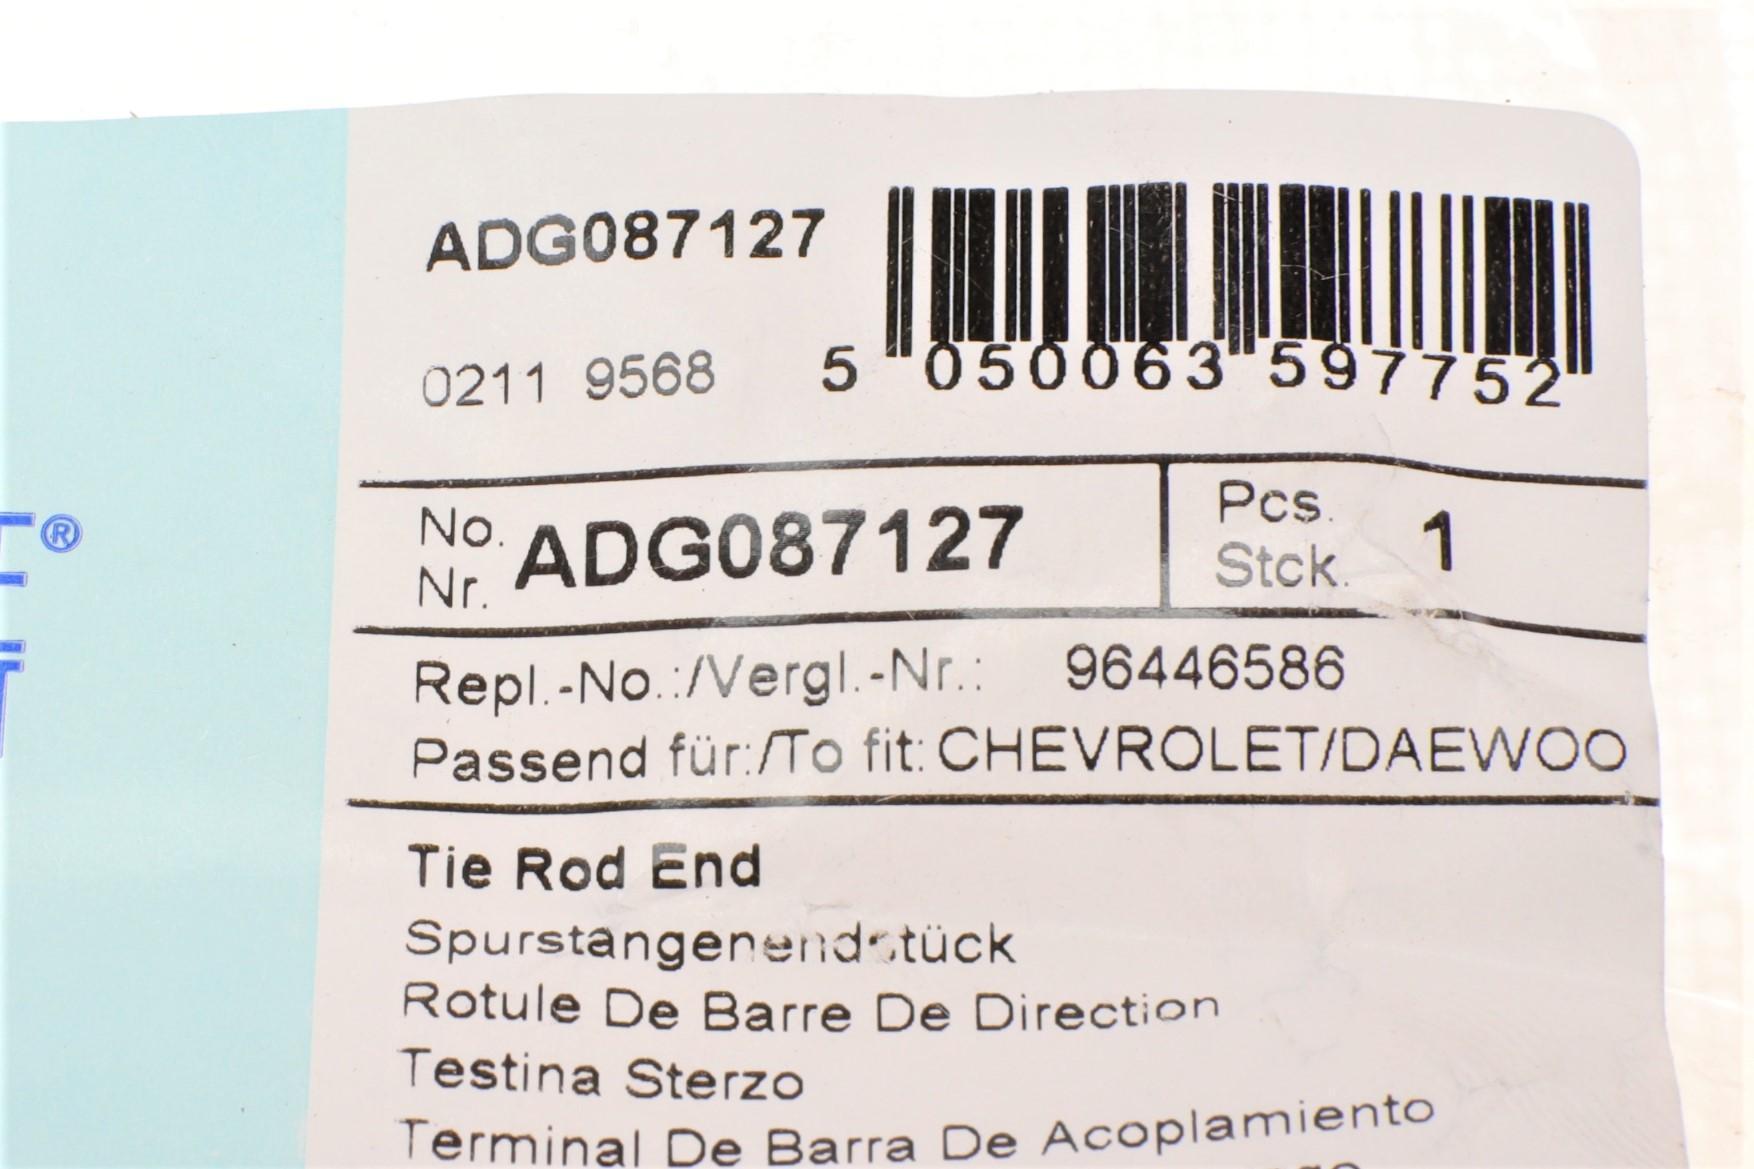 ADG087127
0211 9568
5 050063 597752
No. ADG087127
Nr.
Pcs. 1
Stck.
Repl.-No.:/Vergl.-Nr.: 96446586
Passend für:/To fit: CHEVROLET/DAEWOO
Tie Rod End
Spurstangenendstück
Rotule De Barre De Direction
Testina Sterzo
Terminal De Barra De Acoplamiento